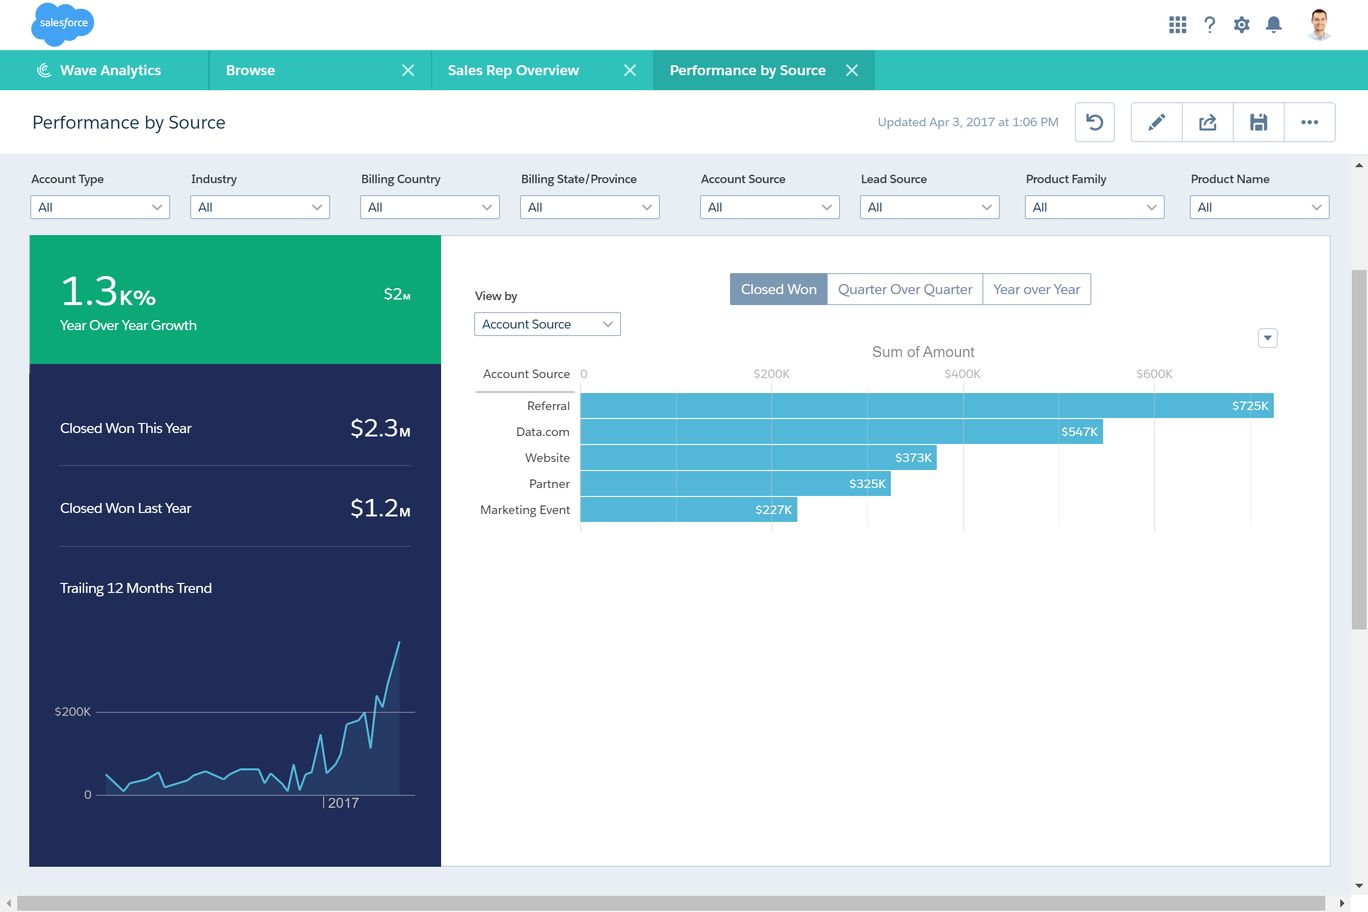 salesforce
Wave Analytics
Browse
Sales Rep Overview
Performance by Source
Performance by Source
Updated Apr 3, 2017 at 1:06 PM
Account Type
Industry
Billing Country
Billing State/Province
Account Source
Lead Source
Product Family
Product Name
All
All
All
All
All
All
All
All
1.3K%
$2M
Year Over Year Growth
Closed Won This Year
$2.3M
Closed Won Last Year
$1.2M
Trailing 12 Months Trend
$200K
0
2017
View by
Account Source
Closed Won
Quarter Over Quarter
Year over Year
Sum of Amount
Account Source
0
$200K
$400K
$600K
Referral
$725K
Data.com
$547K
Website
$373K
Partner
$325K
Marketing Event
$227K